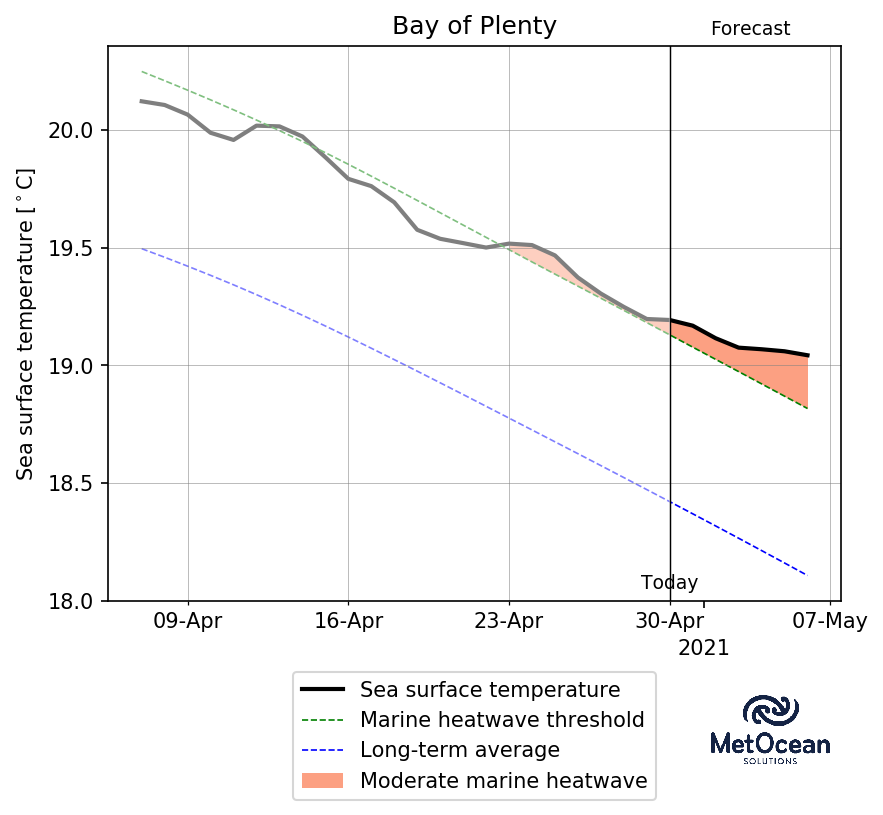 Bay of Plenty
Forecast
Sea surface temperature [°C]
20.0
19.5
19.0
18.5
18.0
Today
09-Apr 16-Apr 23-Apr 30-Apr 07-May
2021
Sea surface temperature
Marine heatwave threshold
Long-term average
Moderate marine heatwave
MetOcean
SOLUTIONS